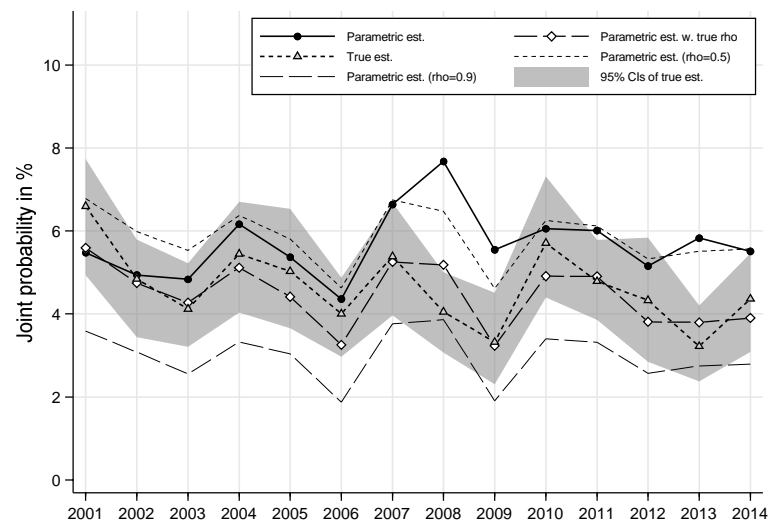 Parametric est.
Parametric est. w. true rho
True est.
Parametric est. (rho=0.5)
Parametric est. (rho=0.9)
95% CIs of true est.
Joint probability in %
10
8
6
4
2
0
2001 2002 2003 2004 2005 2006 2007 2008 2009 2010 2011 2012 2013 2014